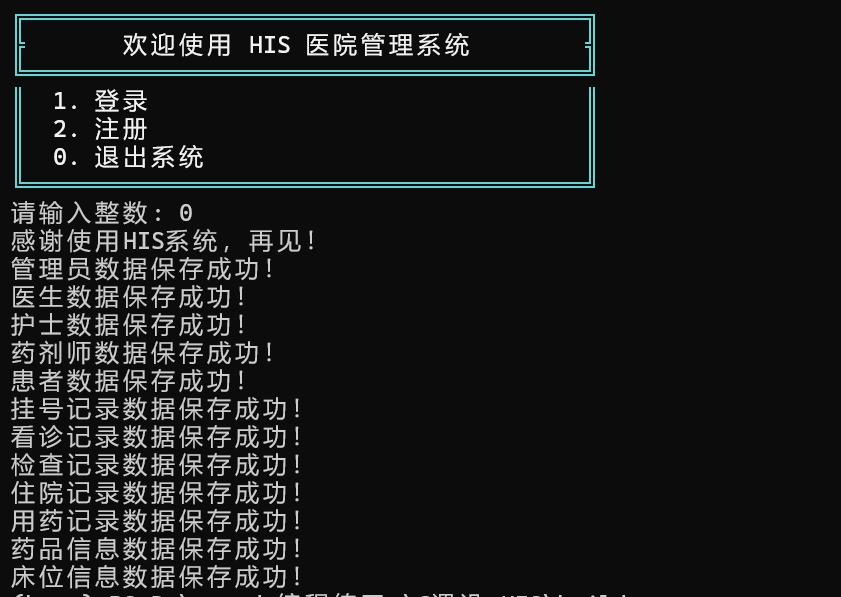 欢迎使用 HIS 医院管理系统
1. 登录
2. 注册
0. 退出系统
请输入整数: 0
感谢使用HIS系统, 再见!
管理员数据保存成功!
医生数据保存成功!
护士数据保存成功!
药剂师数据保存成功!
患者数据保存成功!
挂号记录数据保存成功!
看诊记录数据保存成功!
检查记录数据保存成功!
住院记录数据保存成功!
用药记录数据保存成功!
药品信息数据保存成功!
床位信息数据保存成功!